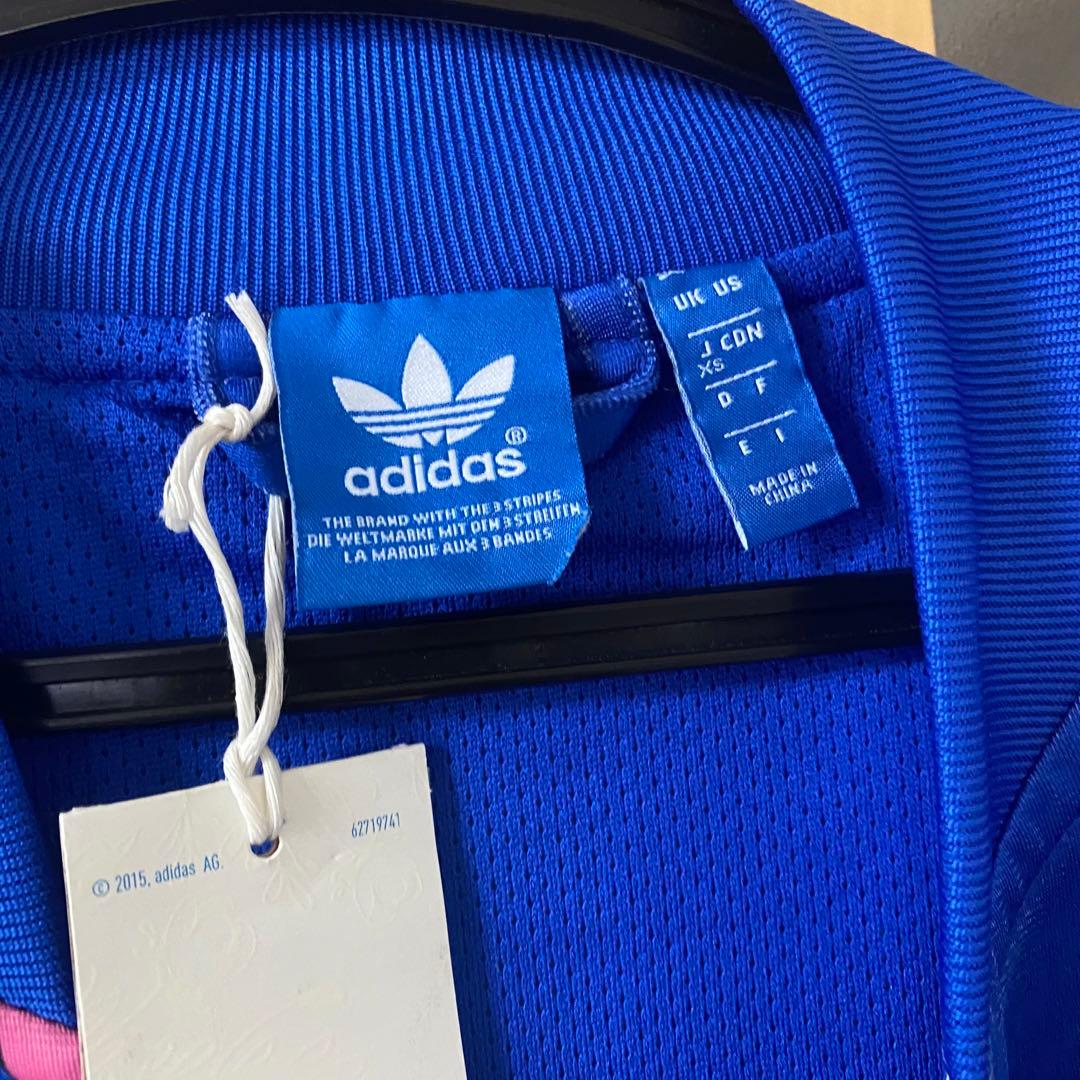 adidas®
THE BRAND WITH THE 3 STRIPES
DIE WELTMARKE MIT DEN 3 STREIFEN
LA MARQUE AUX 3 BANDES
UK US
J CDN
XS
D F
E I
MADE IN
CHINA
62719741
© 2015, adidas AG.